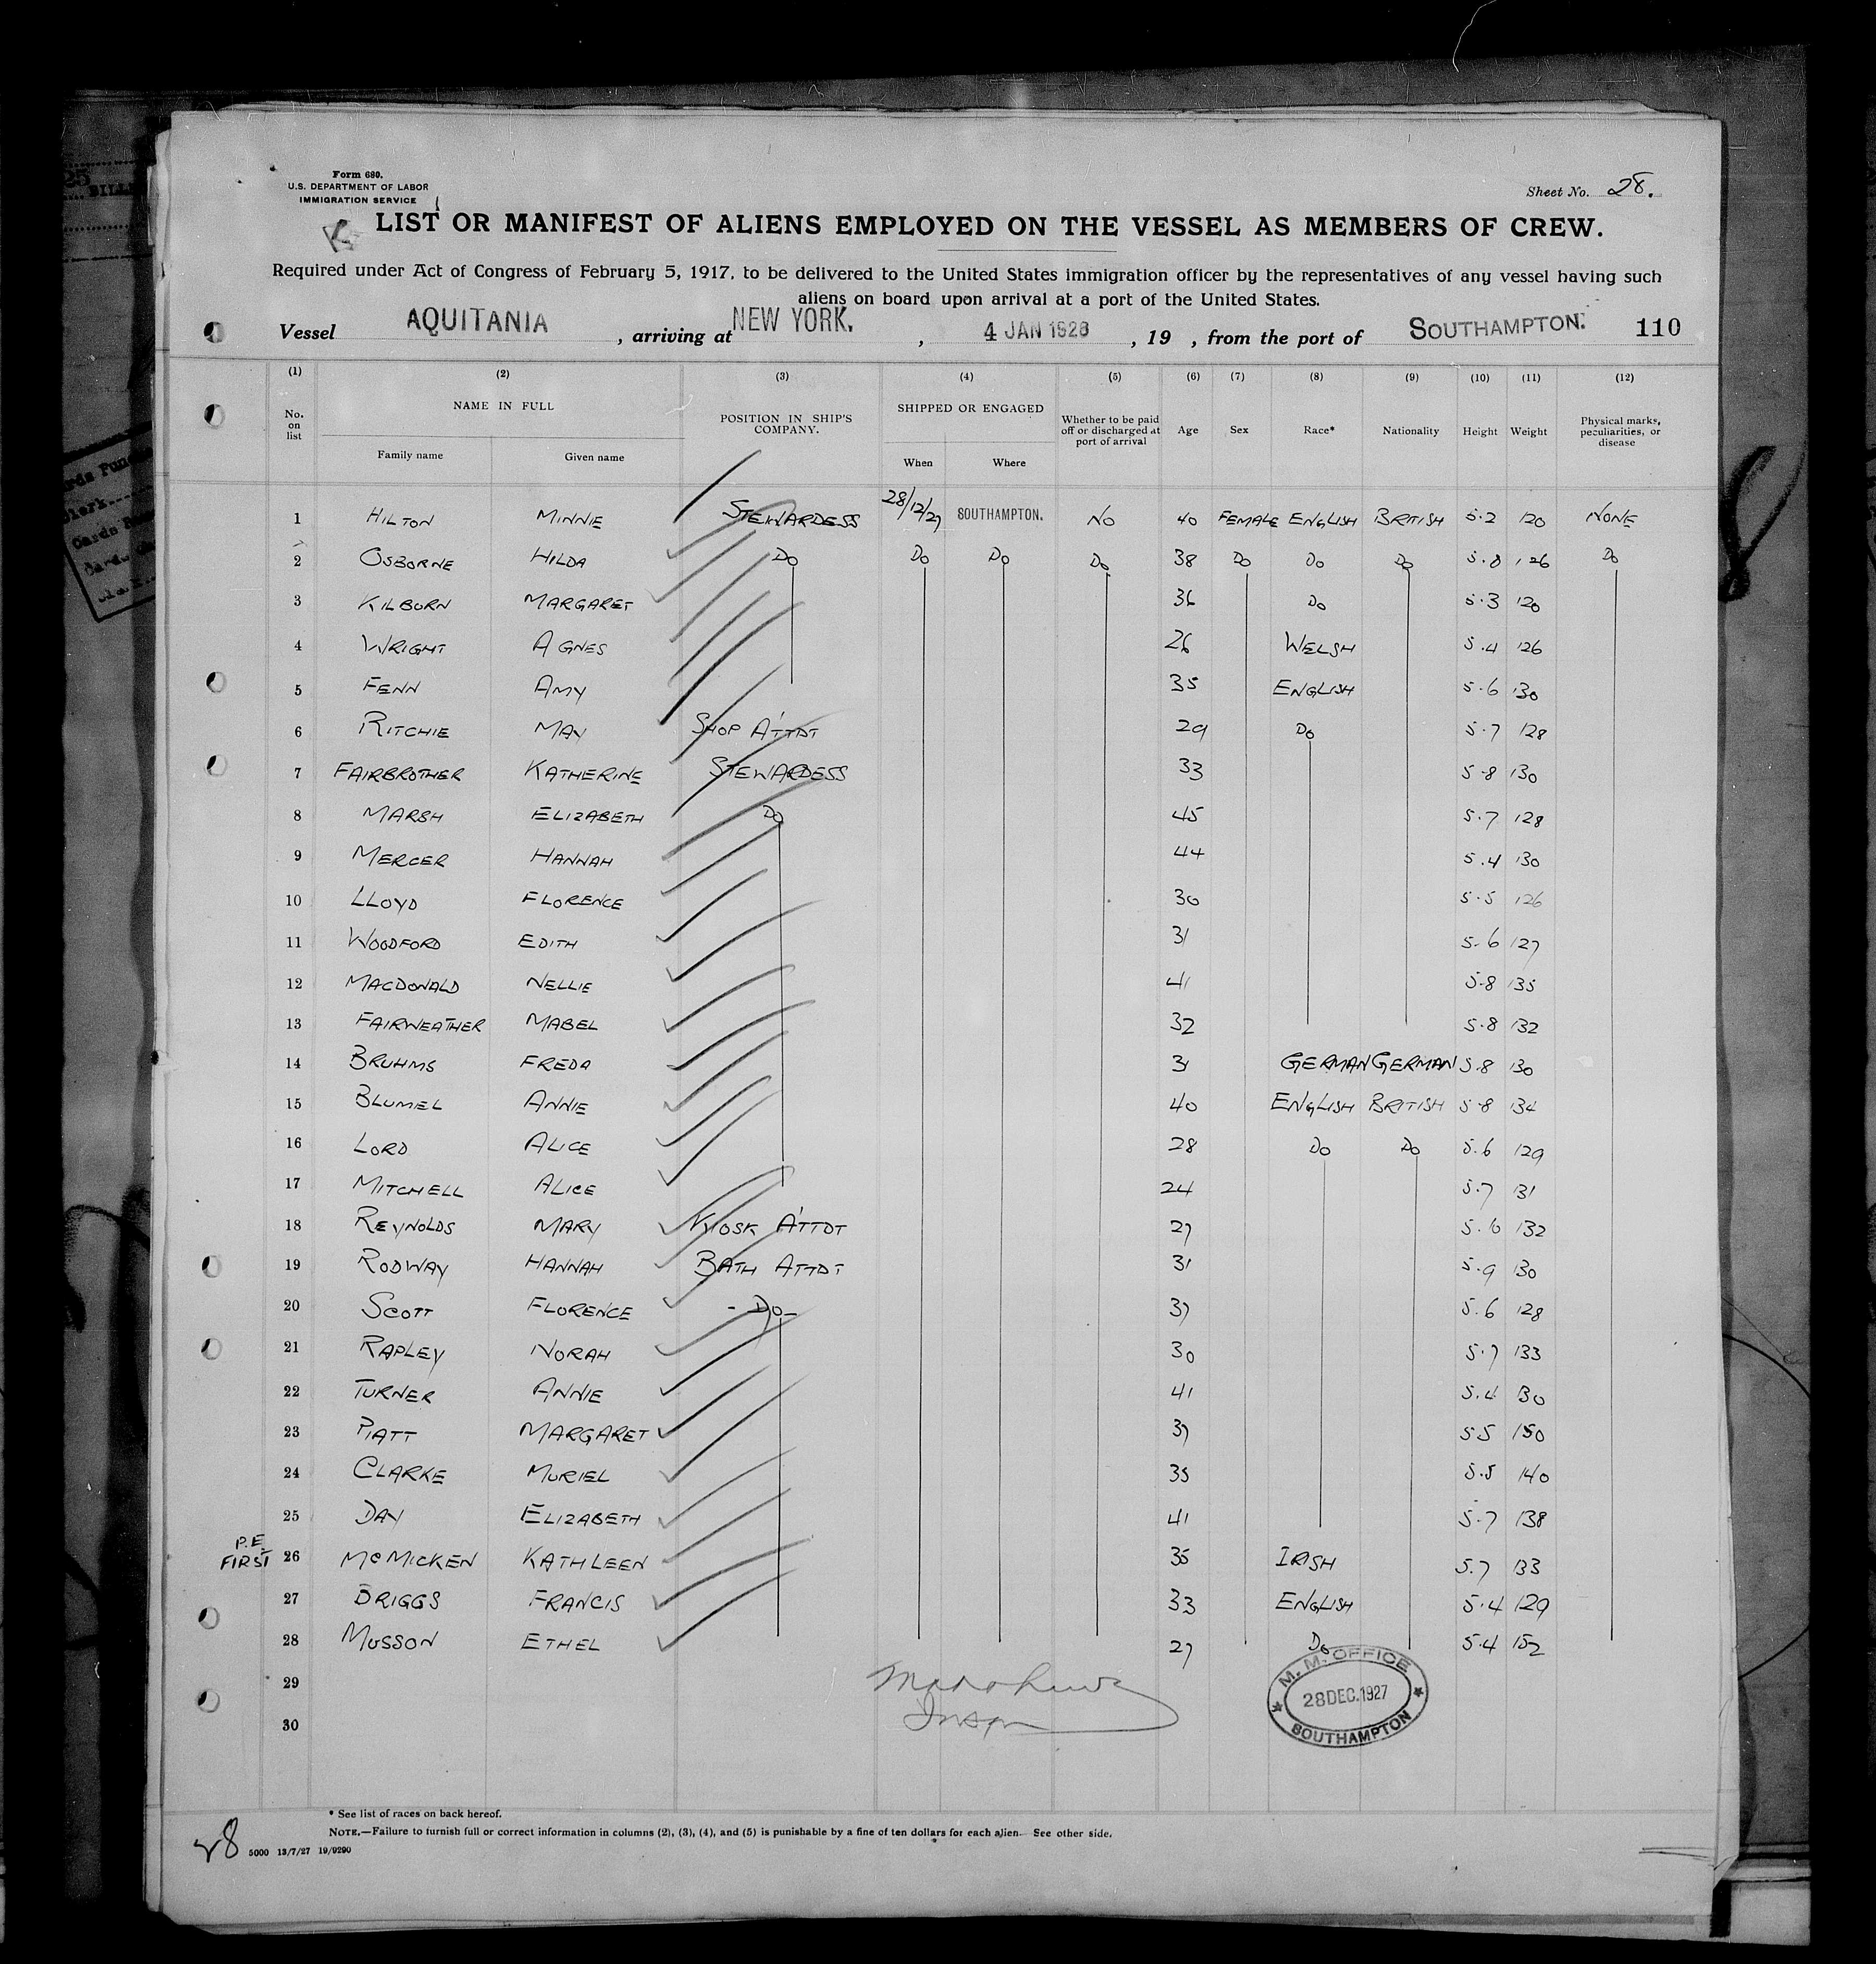 Form 680.
U.S. DEPARTMENT OF LABOR
IMMIGRATION SERVICE
Sheet No. 28.
LIST OR MANIFEST OF ALIENS EMPLOYED ON THE VESSEL AS MEMBERS OF CREW.
Required under Act of Congress of February 5, 1917, to be delivered to the United States immigration officer by the representatives of any vessel having such
aliens on board upon arrival at a port of the United States.
Vessel AQUITANIA, arriving at NEW YORK., 4 JAN 1928, 19 , from the port of SOUTHAMPTON. 110
(1) (2) (3) (4) (5) (6) (7) (8) (9) (10) (11) (12)
No. on list NAME IN FULL POSITION IN SHIP'S COMPANY. SHIPPED OR ENGAGED Whether to be paid off or discharged at port of arrival Age Sex Race* Nationality Height Weight Physical marks, peculiarities, or disease
Family name Given name When Where
1 HILTON MINNIE STEWARDESS 28/12/27 SOUTHAMPTON. NO 40 FEMALE ENGLISH BRITISH 5.2 120 NONE
2 OSBORNE HILDA DO DO DO DO 38 DO DO DO 5.8 126 DO
3 KILBURN MARGARET 36 DO 5.3 120
4 WRIGHT AGNES 26 WELSH 5.4 126
5 FENN AMY 35 ENGLISH 5.6 130
6 RITCHIE MAY SHOP A'TTDT 29 DO 5.7 128
7 FAIRBROTHER KATHERINE STEWARDESS 33 5.8 130
8 MARSH ELIZABETH DO 45 5.7 128
9 MERCER HANNAH 44 5.4 130
10 LLOYD FLORENCE 30 5.5 126
11 WOODFORD EDITH 31 5.6 127
12 MACDONALD NELLIE 41 5.8 135
13 FAIRWEATHER MABEL 32 5.8 132
14 BRUHMS FREDA 31 GERMAN GERMAN 5.8 130
15 BLUMEL ANNIE 40 ENGLISH BRITISH 5.8 134
16 LORD ALICE 28 DO DO 5.6 129
17 MITCHELL ALICE 24 5.7 131
18 REYNOLDS MARY KIOSK A'TTDT 27 5.6 132
19 RODWAY HANNAH BATH ATTDT 31 5.9 130
20 SCOTT FLORENCE - DO - 37 5.6 128
21 RAPLEY NORAH 30 5.7 133
22 TURNER ANNIE 41 5.4 130
23 PIATT MARGARET 37 5.5 150
24 CLARKE MURIEL 35 5.5 140
25 DAY ELIZABETH 41 5.7 138
P.E. FIRST 26 McMICKEN KATHLEEN 35 IRISH 5.7 133
27 BRIGGS FRANCIS 33 ENGLISH 5.4 129
28 MUSSON ETHEL 27 DO 5.4 152
29
30
M. M. OFFICE
28 DEC. 1927
SOUTHAMPTON
* See list of races on back hereof.
NOTE.—Failure to furnish full or correct information in columns (2), (3), (4), and (5) is punishable by a fine of ten dollars for each alien. See other side.
28 5000 13/7/27 19/9290